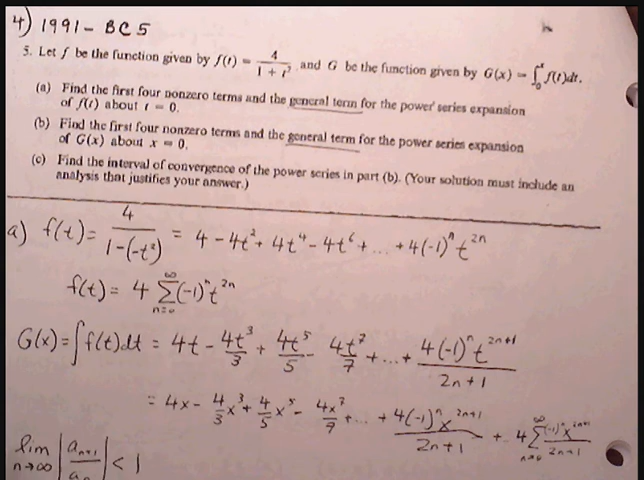 4) 1991 - BC 5
5. Let f be the function given by f(t) = 4/(1 + t²) and G be the function given by G(x) = ∫₀ˣ f(t)dt.
(a) Find the first four nonzero terms and the general term for the power series expansion
of f(t) about t = 0.
(b) Find the first four nonzero terms and the general term for the power series expansion
of G(x) about x = 0.
(c) Find the interval of convergence of the power series in part (b). (Your solution must include an
analysis that justifies your answer.)
a) f(t) = 4/(1-(-t²)) = 4 - 4t² + 4t⁴ - 4t⁶ + ... + 4(-1)ⁿ t²ⁿ
f(t) = 4 ∑_{n=0}^{∞} (-1)ⁿ t²ⁿ
G(x) = ∫f(t)dt = 4t - 4t³/3 + 4t⁵/5 - 4t⁷/7 + ... + 4(-1)ⁿ t²ⁿ⁺¹/(2n+1)
= 4x - 4/3 x³ + 4/5 x⁵ - 4x⁷/7 + ... + 4(-1)ⁿ x²ⁿ⁺¹/(2n+1) + 4 ∑_{n=0}^{∞} (-1)ⁿ x²ⁿ⁺¹/(2n+1)
lim_{n→∞} |aₙ₊₁/aₙ| < 1